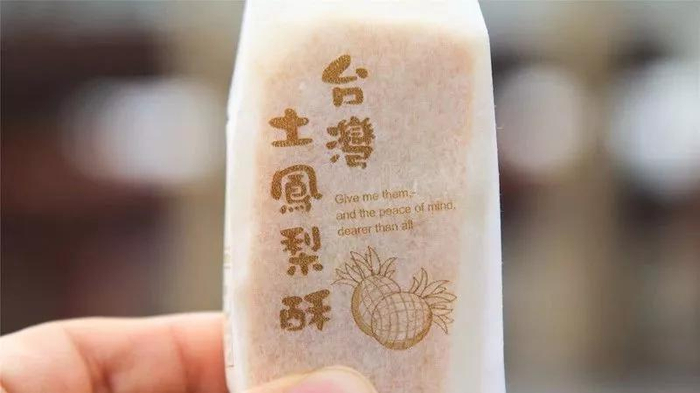 台灣
土鳳梨酥
Give me them,-
and the peace of mind,
dearer than all